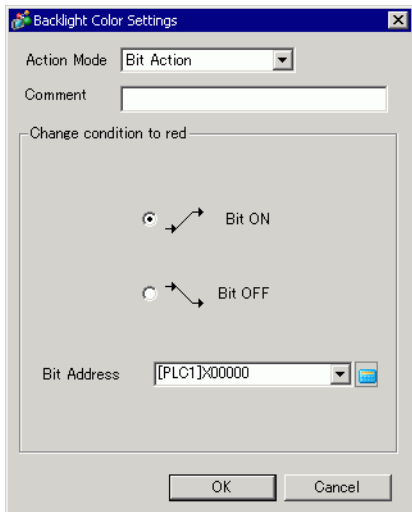 Backlight Color Settings
Action Mode Bit Action
Comment
Change condition to red
Bit ON
Bit OFF
Bit Address [PLC1]X00000
OK Cancel